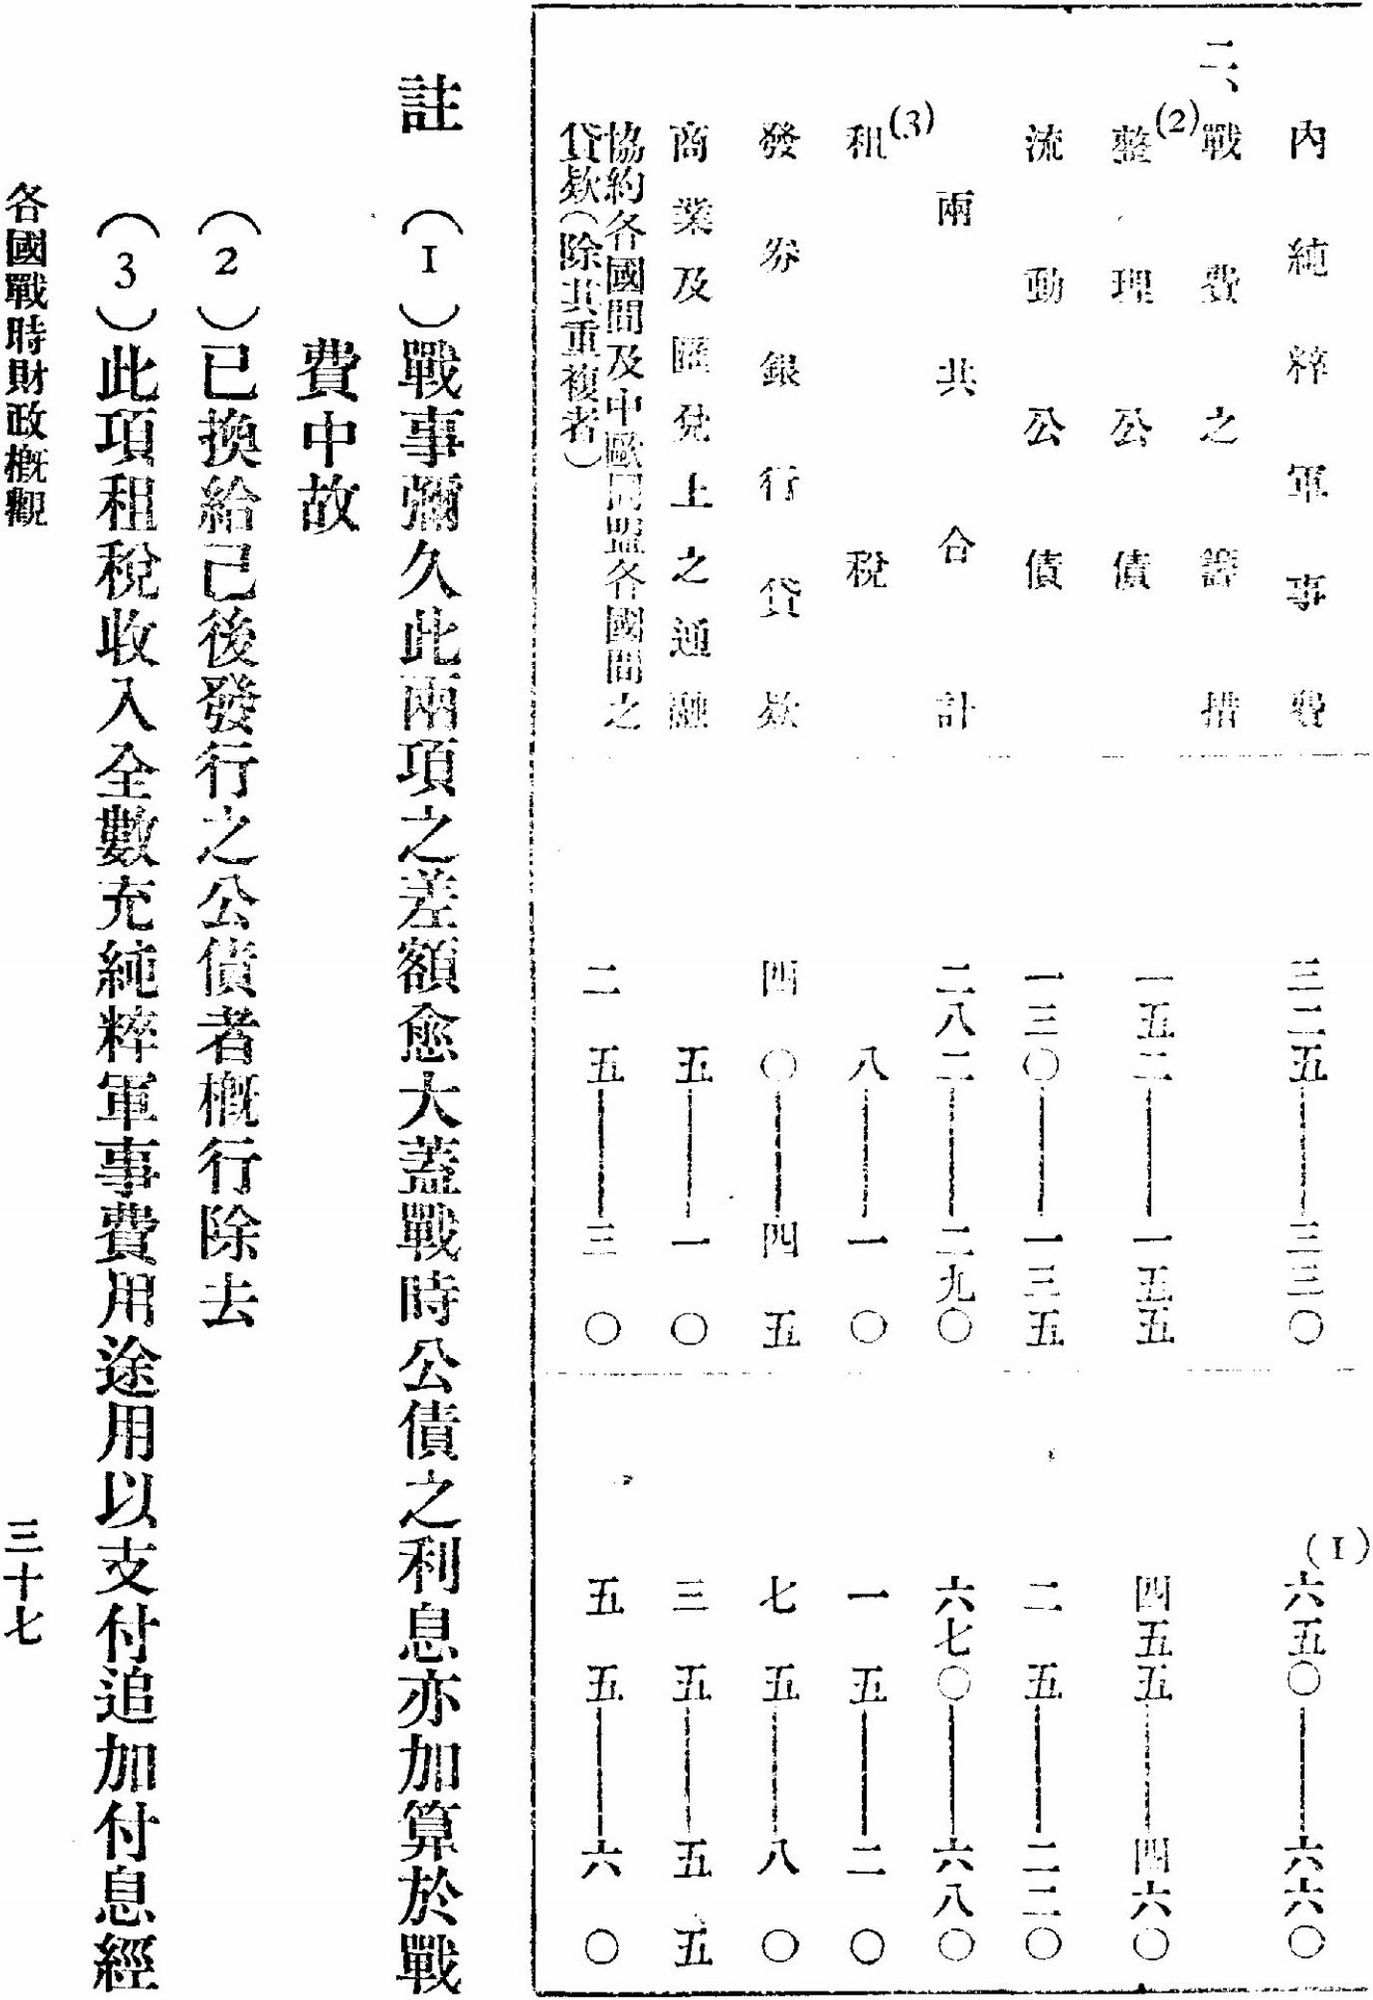 內純粹軍事費 三二五——三三〇 (1)六五〇——六六〇
二、戰費之籌措
(2)整理公債 一五二——一五五 四五五——四六〇
流動公債 一三〇——一三五 二五——二二〇
兩共合計 二八二——二九〇 六七〇——六八〇
(3)租稅 八——一〇 一五——二〇
發券銀行貸款 四〇——四五 七五——八〇
商業及匯兌上之通融 五——一〇 三五——五五
協約各國間及中歐同盟各國間之
貸款(除其重複者) 二五——三〇 五五——六〇
註 (1)戰事彌久此兩項之差額愈大蓋戰時公債之利息亦加算於戰
費中故
(2)已換給己後發行之公債者概行除去
(3)此項租稅收入全數充純粹軍事費用途用以支付追加付息經
各國戰時財政概觀 三十七